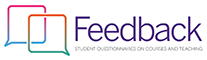 Feedback
STUDENT QUESTIONNAIRES ON COURSES AND TEACHING